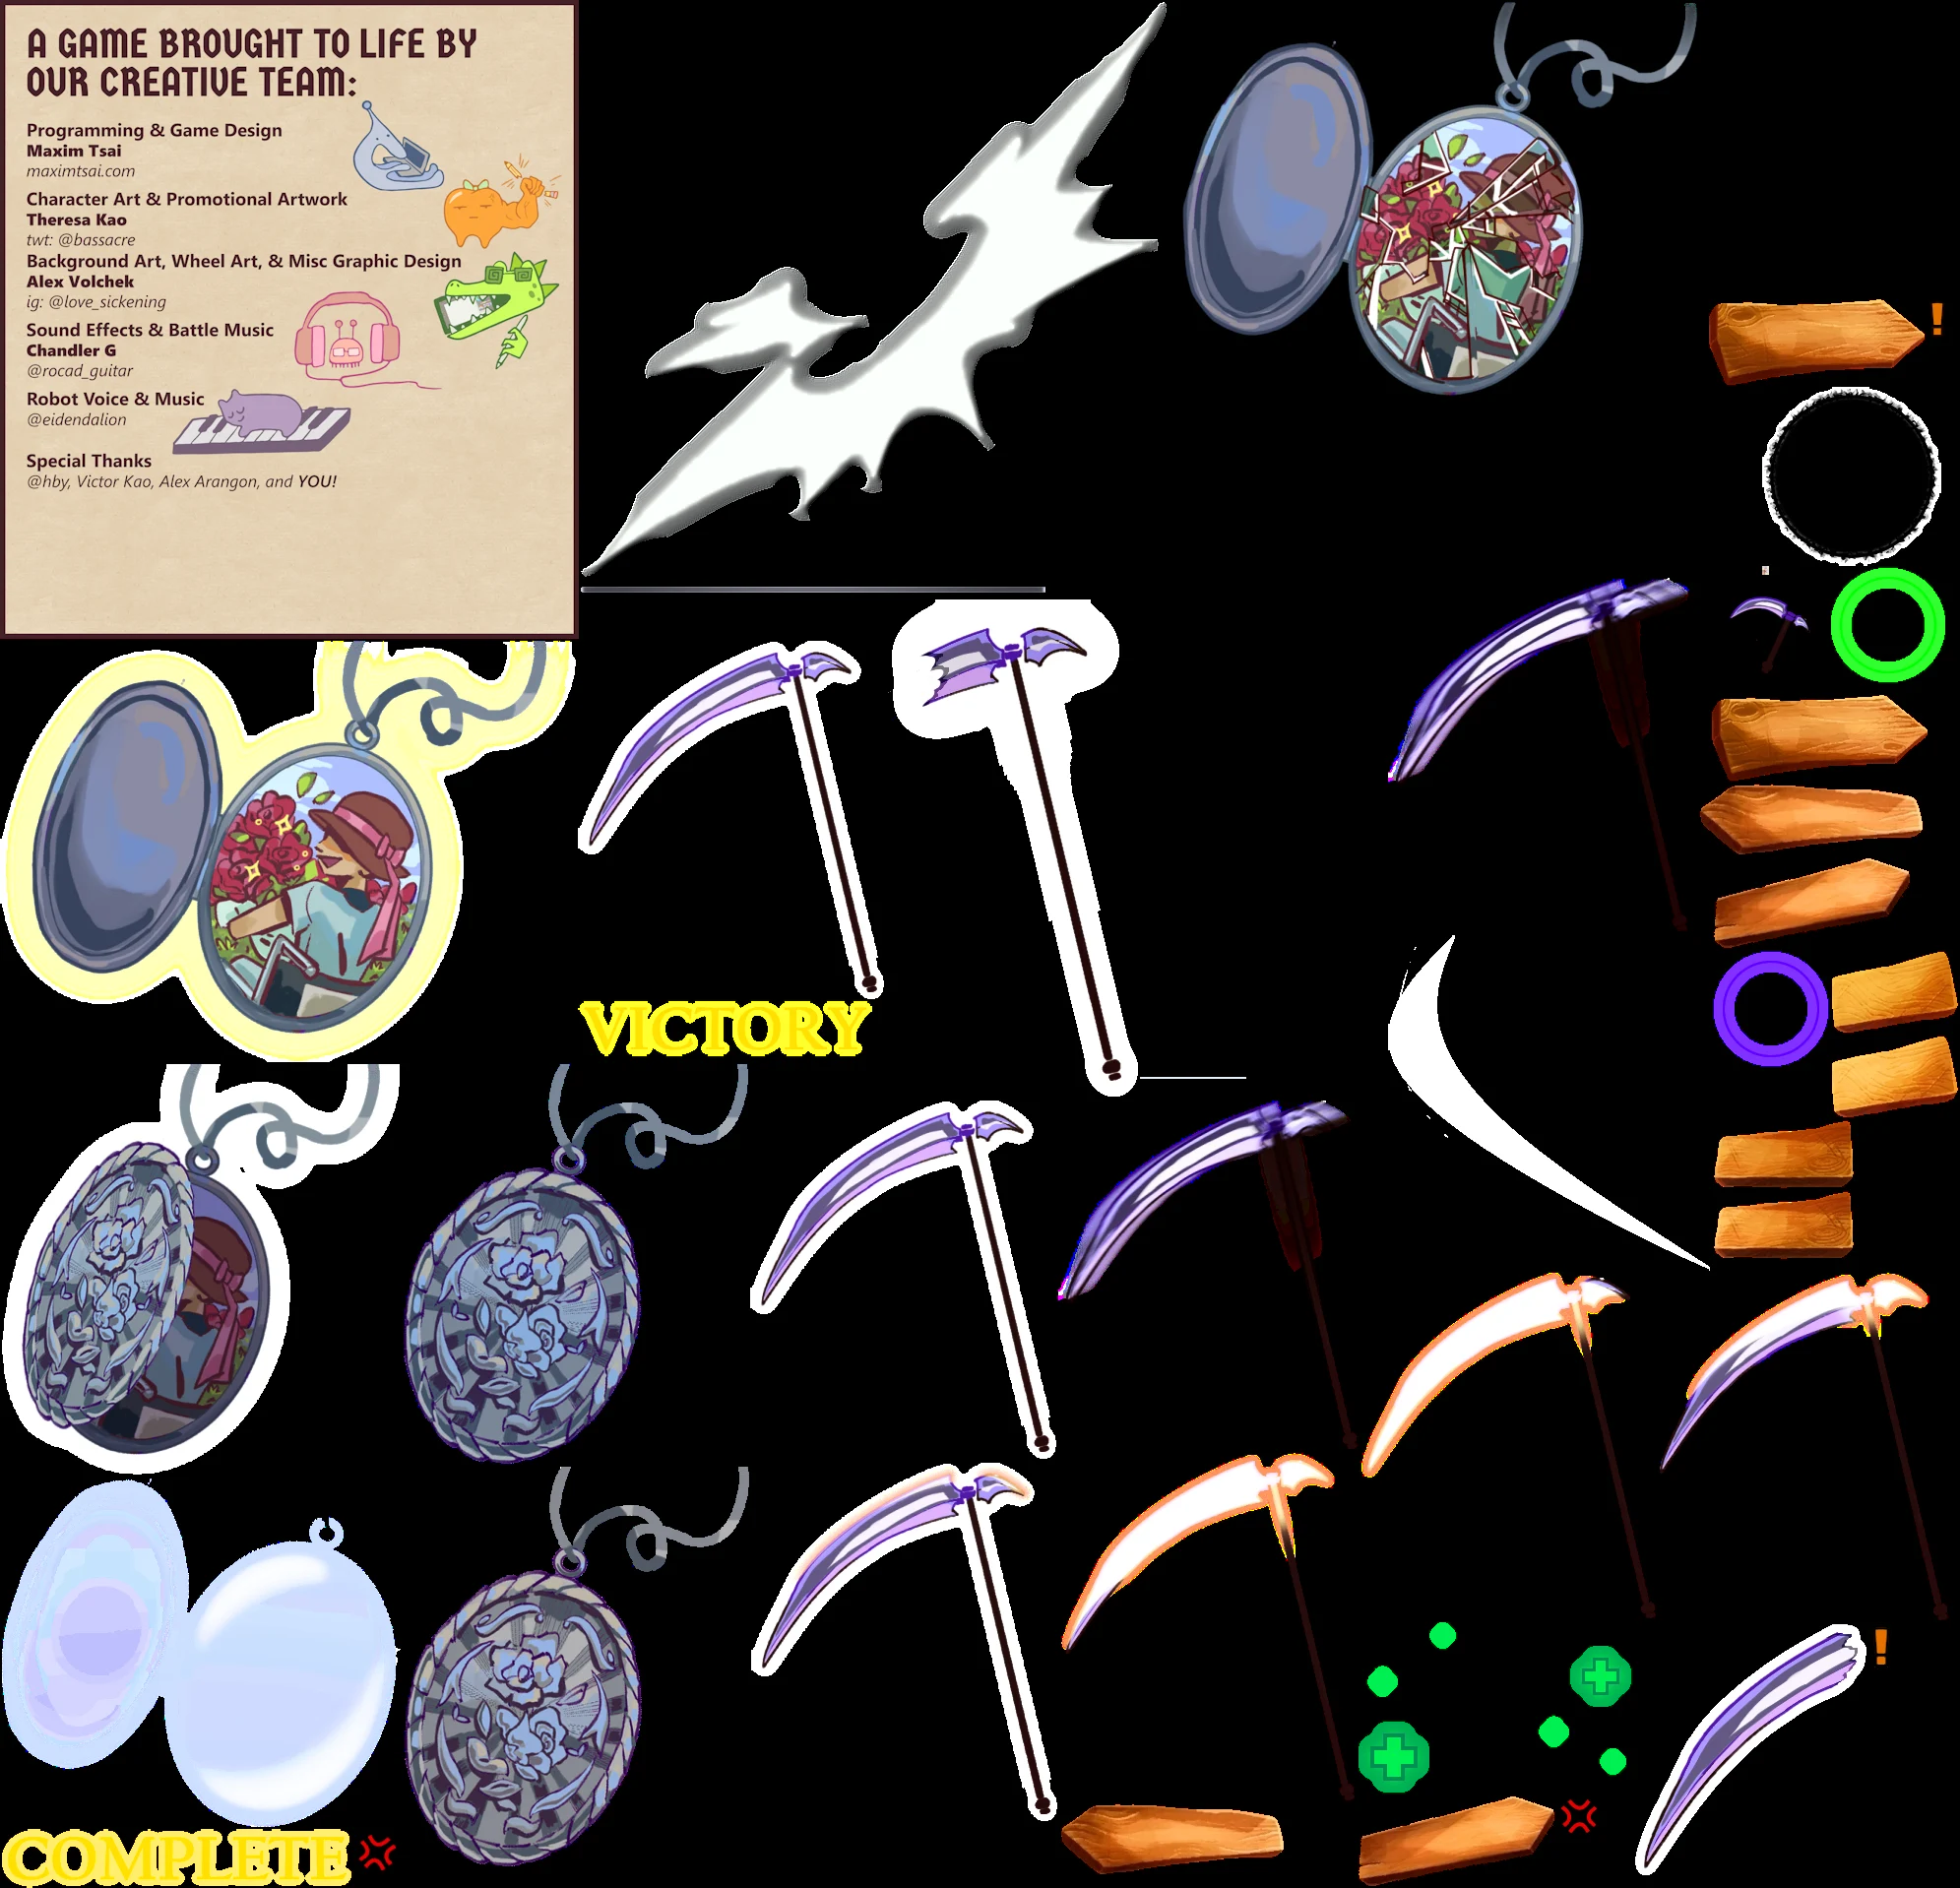 A GAME BROUGHT TO LIFE BY
OUR CREATIVE TEAM:
Programming & Game Design
Maxim Tsai
maximtsai.com
Character Art & Promotional Artwork
Theresa Kao
twt: @bassacre
Background Art, Wheel Art, & Misc Graphic Design
Alex Volchek
ig: @love_sickening
Sound Effects & Battle Music
Chandler G
@rocad_guitar
Robot Voice & Music
@eidendalion
Special Thanks
@hby, Victor Kao, Alex Arangon, and YOU!
!
VICTORY
!
COMPLETE